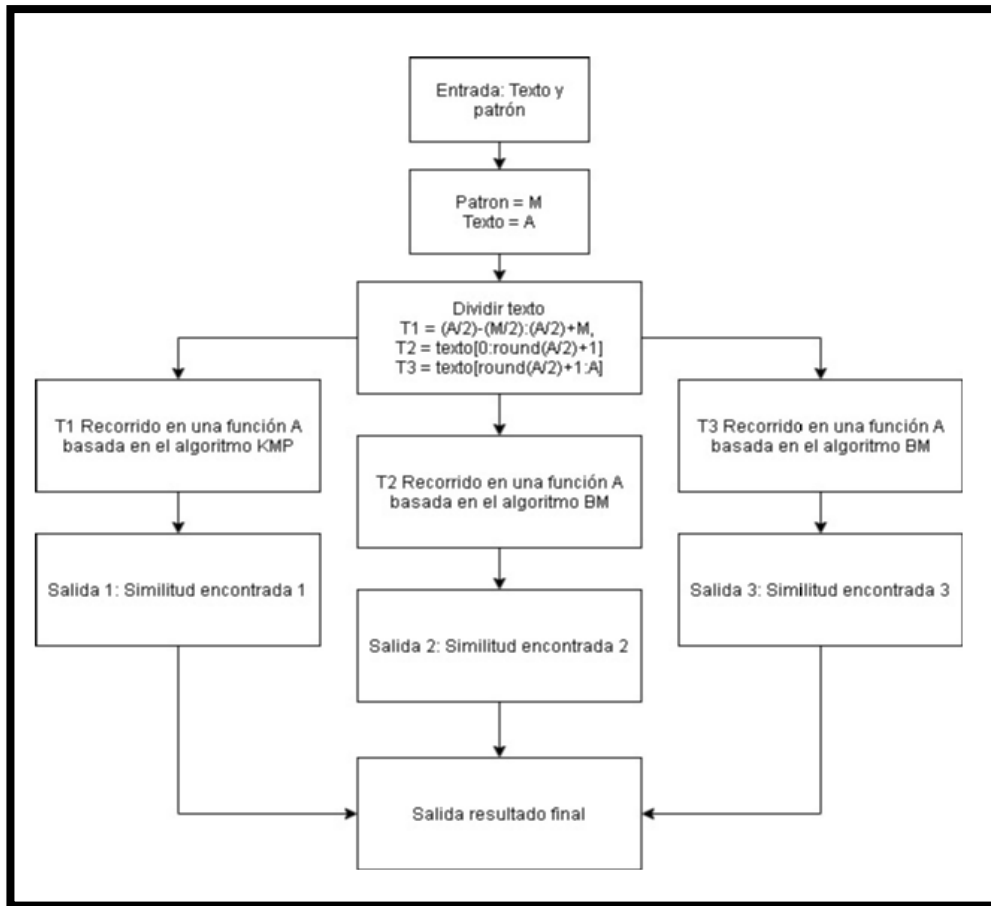 Entrada: Texto y
patrón
Patron = M
Texto = A
Dividir texto
T1 = (A/2)-(M/2):(A/2)+M,
T2 = texto[0:round(A/2)+1]
T3 = texto[round(A/2)+1:A]
T1 Recorrido en una función A
basada en el algoritmo KMP
T2 Recorrido en una función A
basada en el algoritmo BM
T3 Recorrido en una función A
basada en el algoritmo BM
Salida 1: Similitud encontrada 1
Salida 2: Similitud encontrada 2
Salida 3: Similitud encontrada 3
Salida resultado final